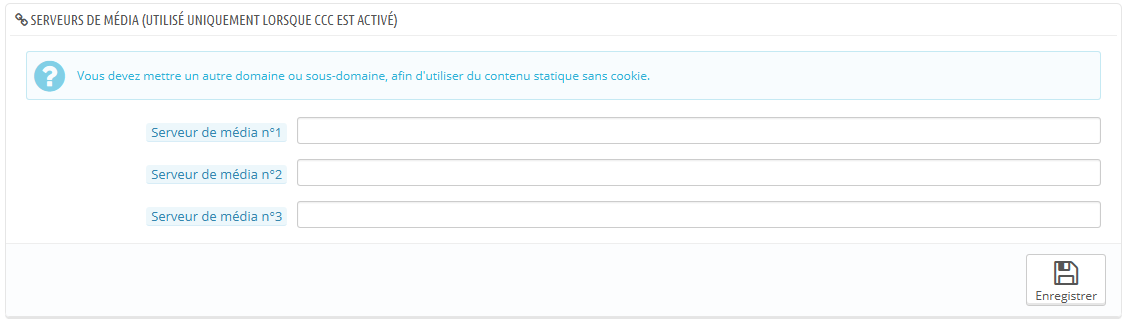 SERVEURS DE MÉDIA (UTILISÉ UNIQUEMENT LORSQUE CCC EST ACTIVÉ)
Vous devez mettre un autre domaine ou sous-domaine, afin d'utiliser du contenu statique sans cookie.
Serveur de média n°1
Serveur de média n°2
Serveur de média n°3
Enregistrer